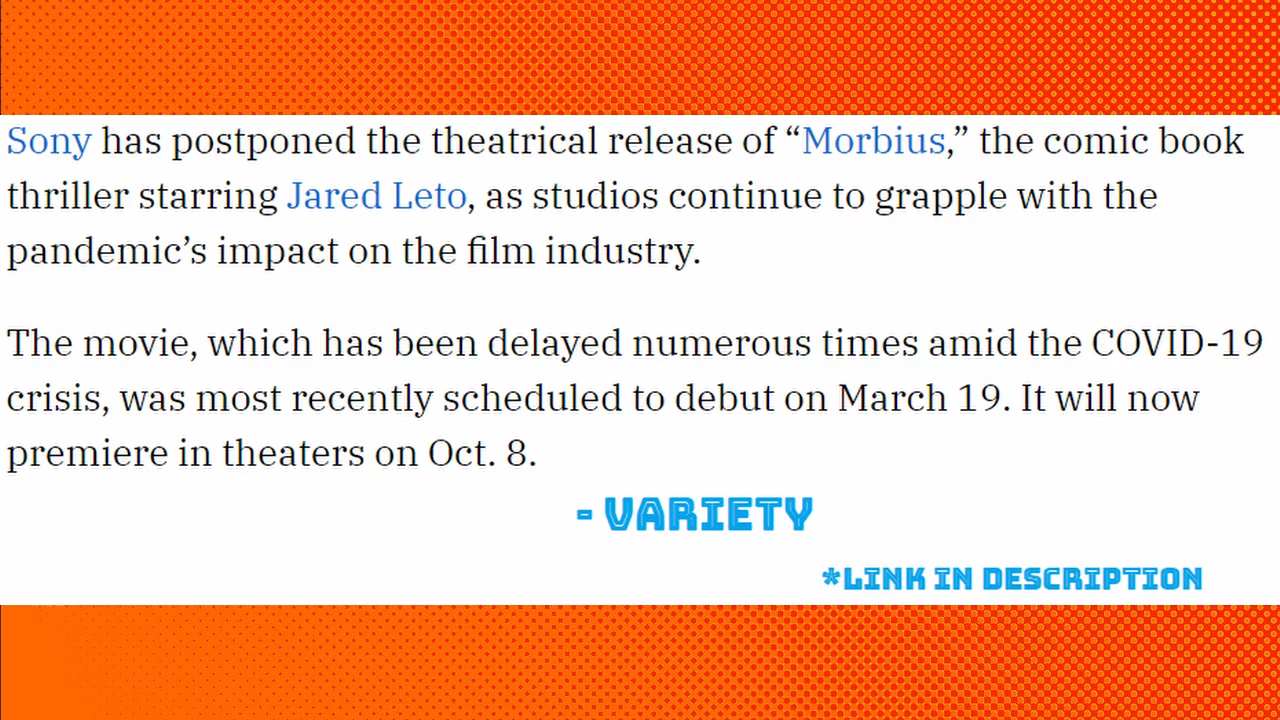 Sony has postponed the theatrical release of “Morbius,” the comic book
thriller starring Jared Leto, as studios continue to grapple with the
pandemic’s impact on the film industry.
The movie, which has been delayed numerous times amid the COVID-19
crisis, was most recently scheduled to debut on March 19. It will now
premiere in theaters on Oct. 8.
- VARIETY
*LINK IN DESCRIPTION